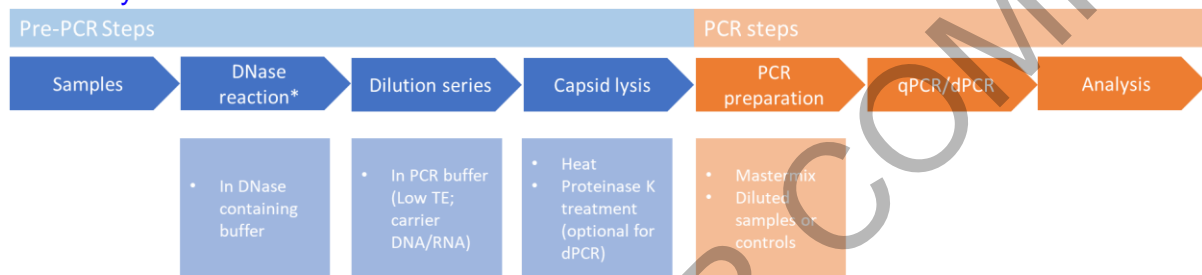 Pre-PCR Steps
PCR steps
Samples
DNase
reaction*
Dilution series
Capsid lysis
PCR
preparation
qPCR/dPCR
Analysis
• In DNase
containing
buffer
• In PCR buffer
(Low TE;
carrier
DNA/RNA)
• Heat
• Proteinase K
treatment
(optional for
dPCR)
• Mastermix
• Diluted
samples or
controls